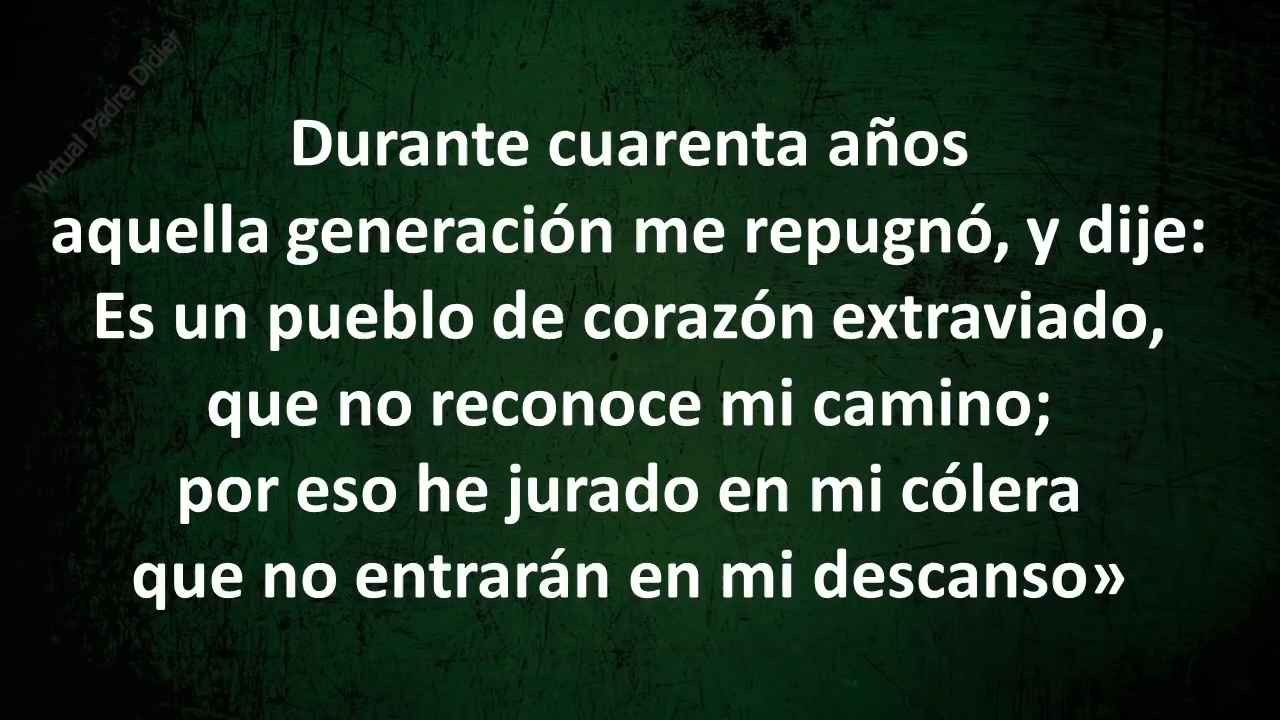 Virtual Padre Didier
Durante cuarenta años
aquella generación me repugnó, y dije:
Es un pueblo de corazón extraviado,
que no reconoce mi camino;
por eso he jurado en mi cólera
que no entrarán en mi descanso»